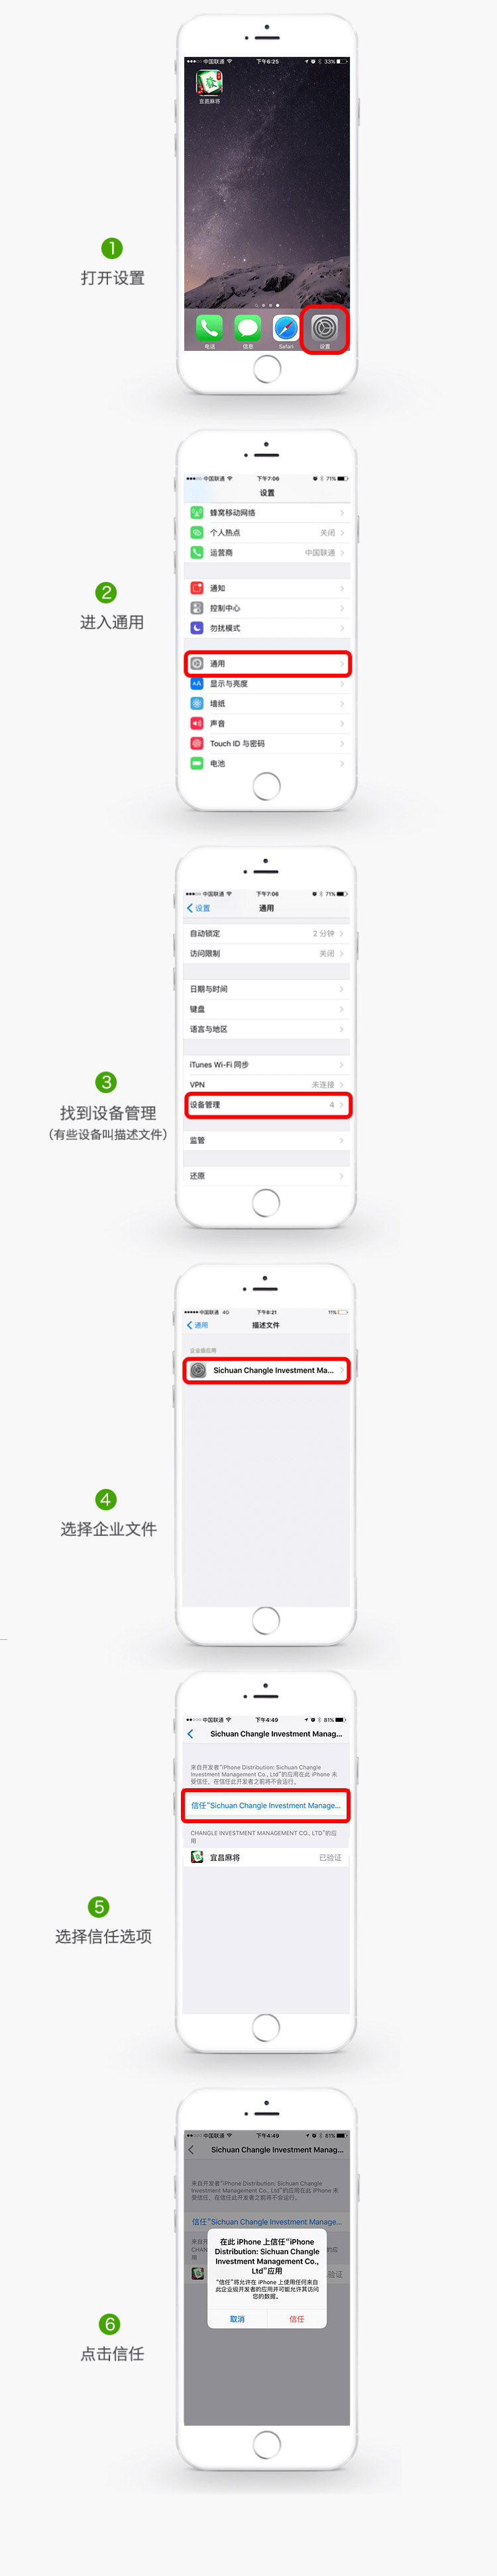 中国联通 下午6:25 33%
宜昌麻将
1
打开设置
电话 信息 Safari 设置
中国联通 下午7:06 71%
设置
蜂窝移动网络
个人热点 关闭
运营商 中国联通
通知
控制中心
勿扰模式
2
进入通用
通用
显示与亮度
墙纸
声音
Touch ID 与密码
电池
中国联通 下午7:06 71%
设置 通用
自动锁定 2 分钟
访问限制 关闭
日期与时间
键盘
语言与地区
iTunes Wi-Fi 同步
VPN 未连接
设备管理 4
3
找到设备管理
(有些设备叫描述文件)
监管
还原
中国联通 4G 下午8:21 11%
通用 描述文件
企业级应用
Sichuan Changle Investment Ma...
4
选择企业文件
中国联通 下午4:49 81%
Sichuan Changle Investment Manag...
来自开发者“iPhone Distribution: Sichuan Changle
Investment Management Co., Ltd”的应用在此 iPhone 未
受信任。在信任此开发者之前将不会运行。
信任“Sichuan Changle Investment Manage...
CHANGLE INVESTMENT MANAGEMENT CO., LTD”的应
用
宜昌麻将 已验证
5
选择信任选项
中国联通 下午4:49 81%
Sichuan Changle Investment Manag...
来自开发者“iPhone Distribution: Sichuan Changle
Investment Management Co., Ltd”的应用在此 iPhone 未
受信任。在信任此开发者之前将不会运行。
信任“Sichuan Changle Investment Manage...
在此 iPhone 上信任“iPhone
Distribution: Sichuan Changle
Investment Management Co.,
Ltd”应用
“信任”将允许在 iPhone 上使用任何来自
此企业级开发者的应用并可能允许其访问
您的数据。
取消 信任
6
点击信任